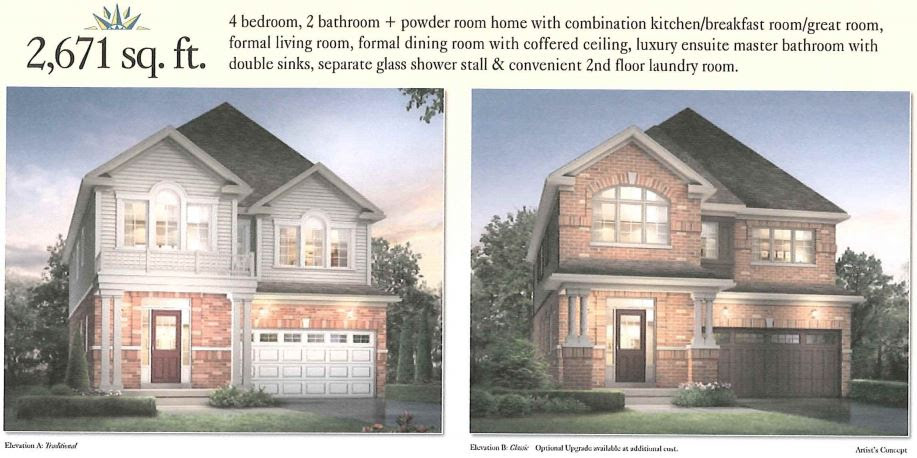 2,671 sq. ft.
4 bedroom, 2 bathroom + powder room home with combination kitchen/breakfast room/great room,
formal living room, formal dining room with coffered ceiling, luxury ensuite master bathroom with
double sinks, separate glass shower stall & convenient 2nd floor laundry room.
Elevation A: Traditional
Elevation B: Classic Optional Upgrade available at additional cost.
Artist's Concept